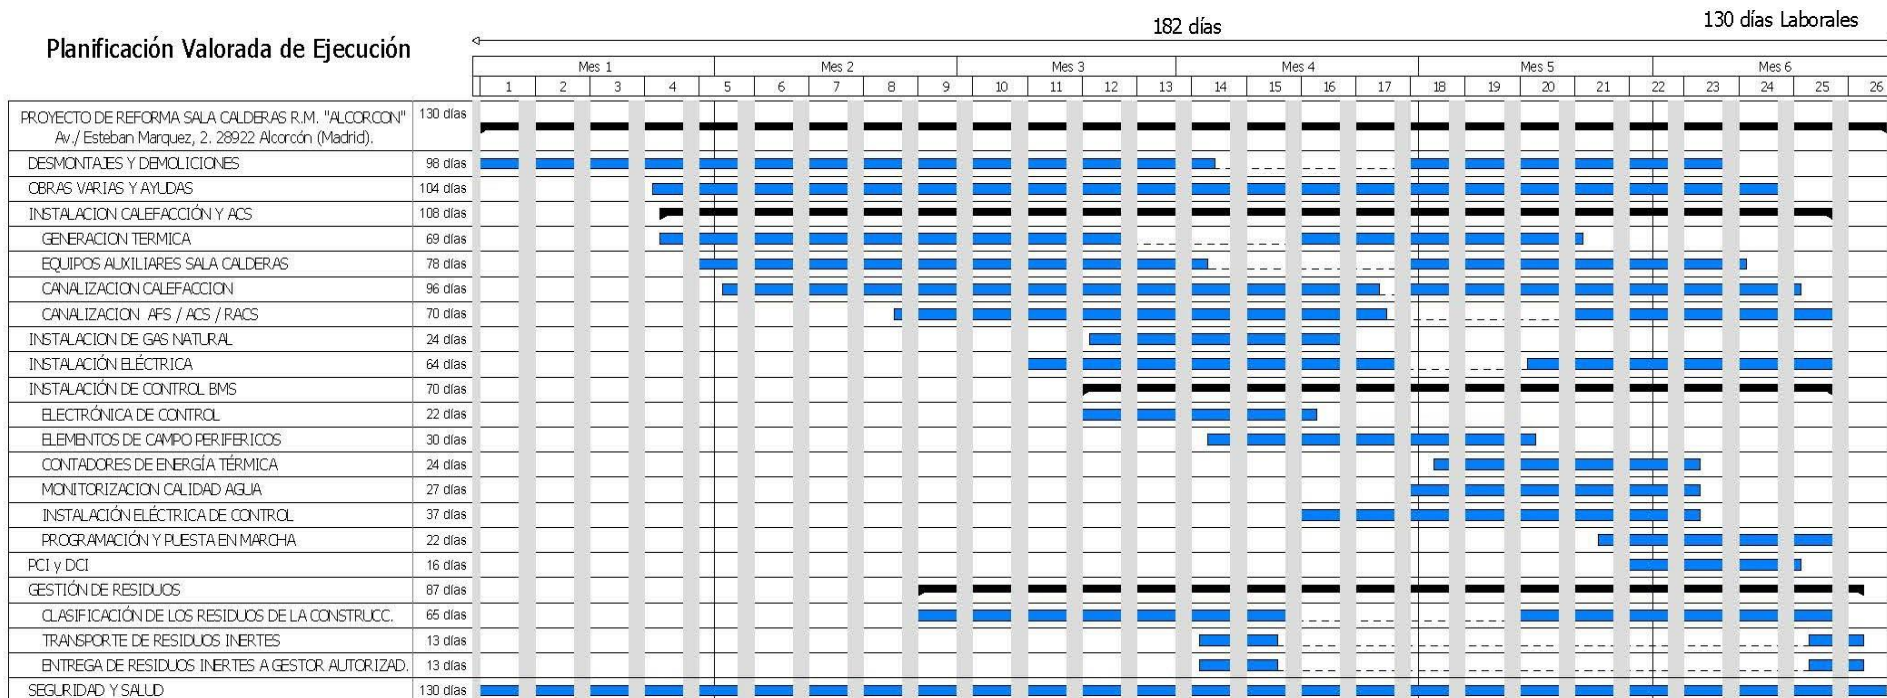 182 días
130 días Laborales
Planificación Valorada de Ejecución
Mes 1 Mes 2 Mes 3 Mes 4 Mes 5 Mes 6
1 2 3 4 5 6 7 8 9 10 11 12 13 14 15 16 17 18 19 20 21 22 23 24 25 26
PROYECTO DE REFORMA SALA CALDERAS R.M. "ALCORCON" 130 días
Av./ Esteban Marquez, 2. 28922 Alcorcón (Madrid).
DESMONTAJES Y DEMOLICIONES 98 días
OBRAS VARIAS Y AYUDAS 104 días
INSTALACION CALEFACCIÓN Y ACS 108 días
GENERACION TERMICA 69 días
EQUIPOS AUXILIARES SALA CALDERAS 78 días
CANALIZACION CALEFACCION 96 días
CANALIZACION AFS / ACS / RACS 70 días
INSTALACION DE GAS NATURAL 24 días
INSTALACIÓN ELÉCTRICA 64 días
INSTALACIÓN DE CONTROL BMS 70 días
ELECTRÓNICA DE CONTROL 22 días
ELEMENTOS DE CAMPO PERIFERICOS 30 días
CONTADORES DE ENERGÍA TÉRMICA 24 días
MONITORIZACION CALIDAD AGUA 27 días
INSTALACIÓN ELÉCTRICA DE CONTROL 37 días
PROGRAMACIÓN Y PUESTA EN MARCHA 22 días
PCI y DCI 16 días
GESTIÓN DE RESIDUOS 87 días
CLASIFICACIÓN DE LOS RESIDUOS DE LA CONSTRUCC. 65 días
TRANSPORTE DE RESIDUOS INERTES 13 días
ENTREGA DE RESIDUOS INERTES A GESTOR AUTORIZAD. 13 días
SEGURIDAD Y SALUD 130 días